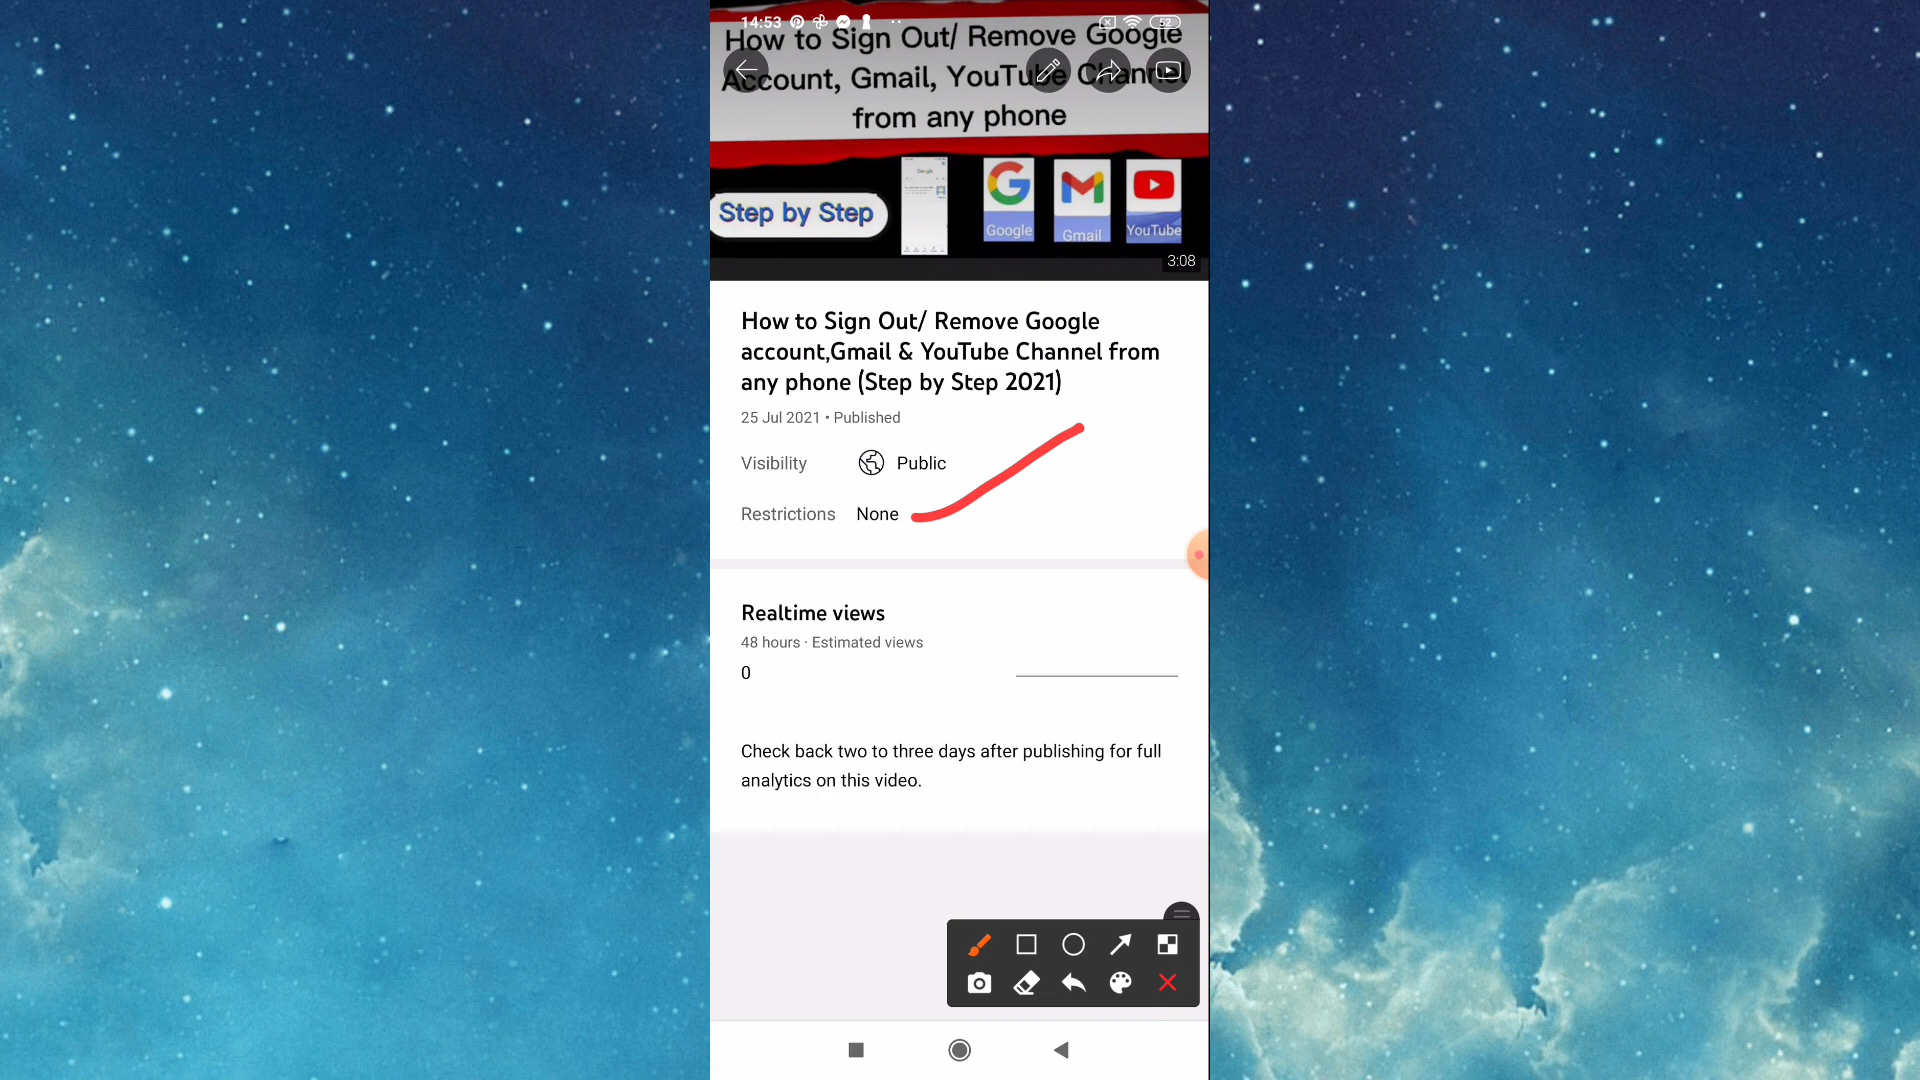 14:53
52
How to Sign Out/ Remove Google
Account, Gmail, YouTube Channel
from any phone
Step by Step
Google
Google
Gmail
YouTube
3:08
How to Sign Out/ Remove Google
account,Gmail & YouTube Channel from
any phone (Step by Step 2021)
25 Jul 2021 • Published
Visibility Public
Restrictions None
Realtime views
48 hours · Estimated views
0
Check back two to three days after publishing for full
analytics on this video.